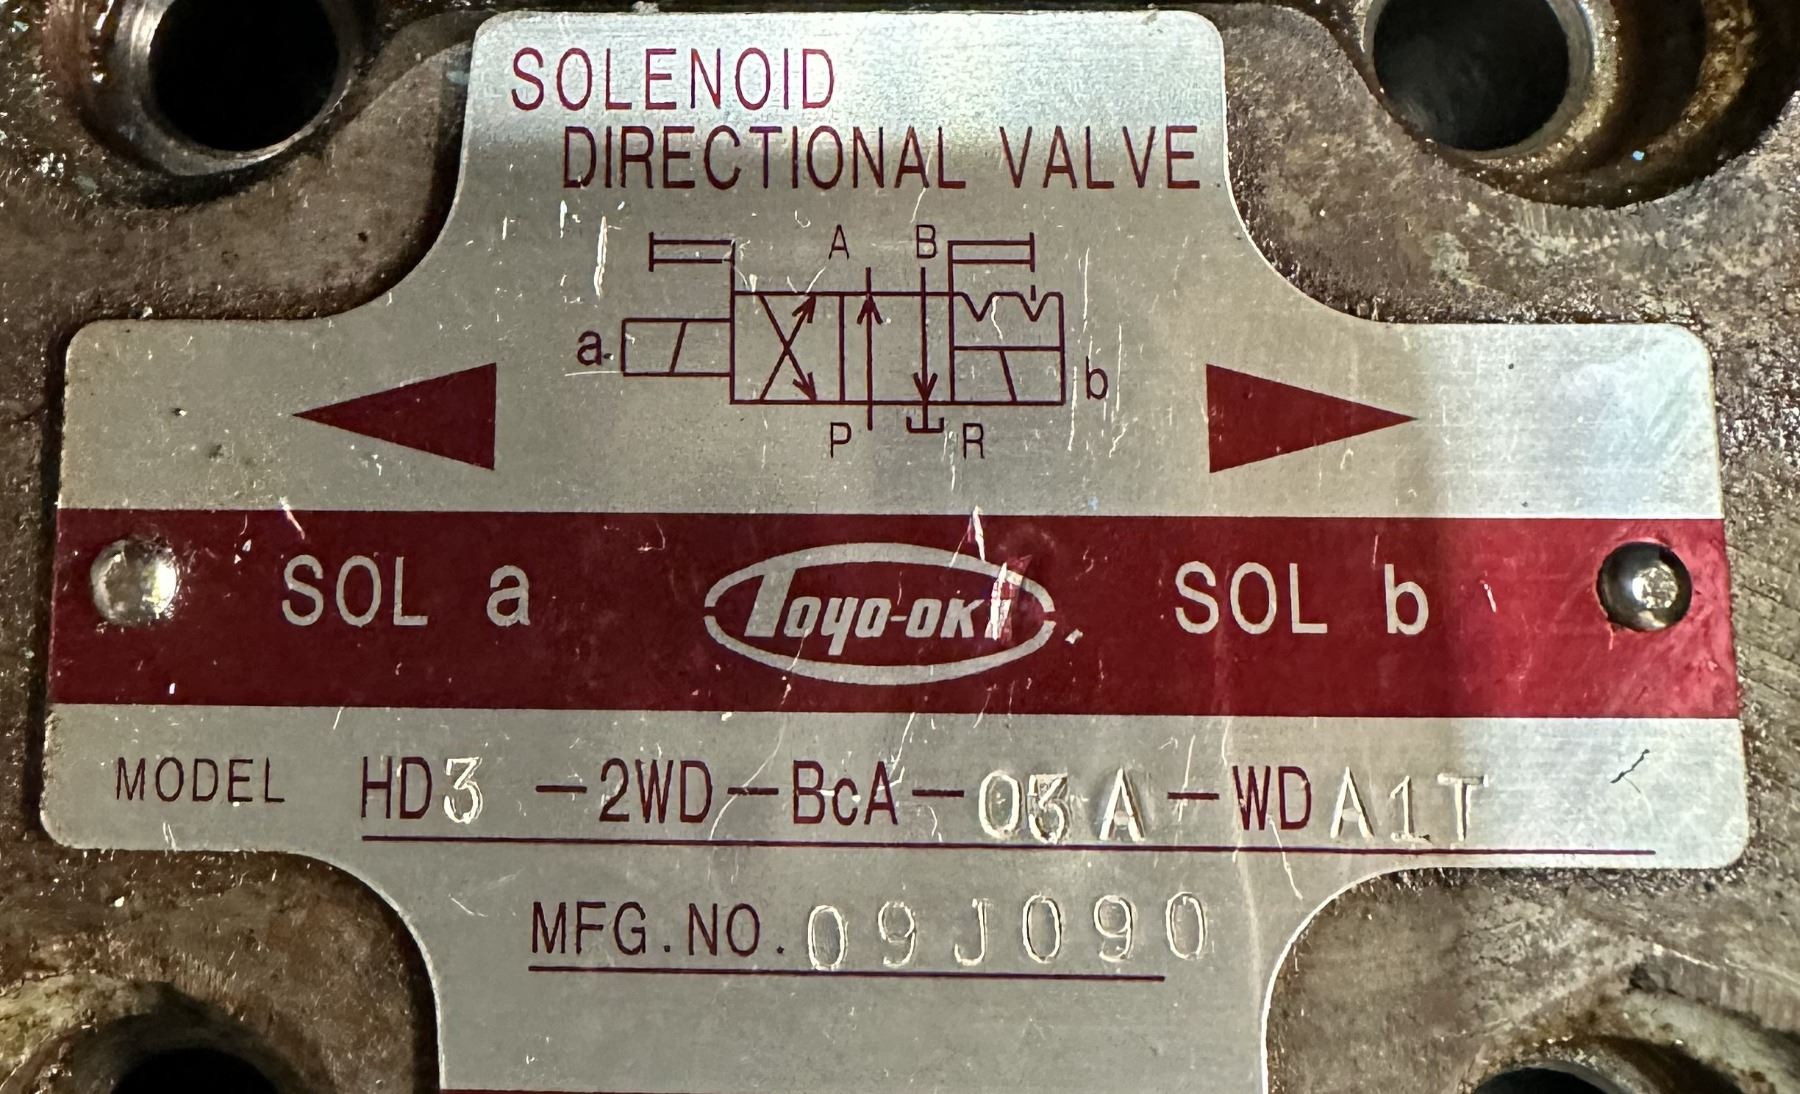 SOLENOID
DIRECTIONAL VALVE
A B
a
b
P R
SOL a Toyo-oki SOL b
MODEL HD3-2WD-BcA-03A-WDA1T
MFG.NO.09J090